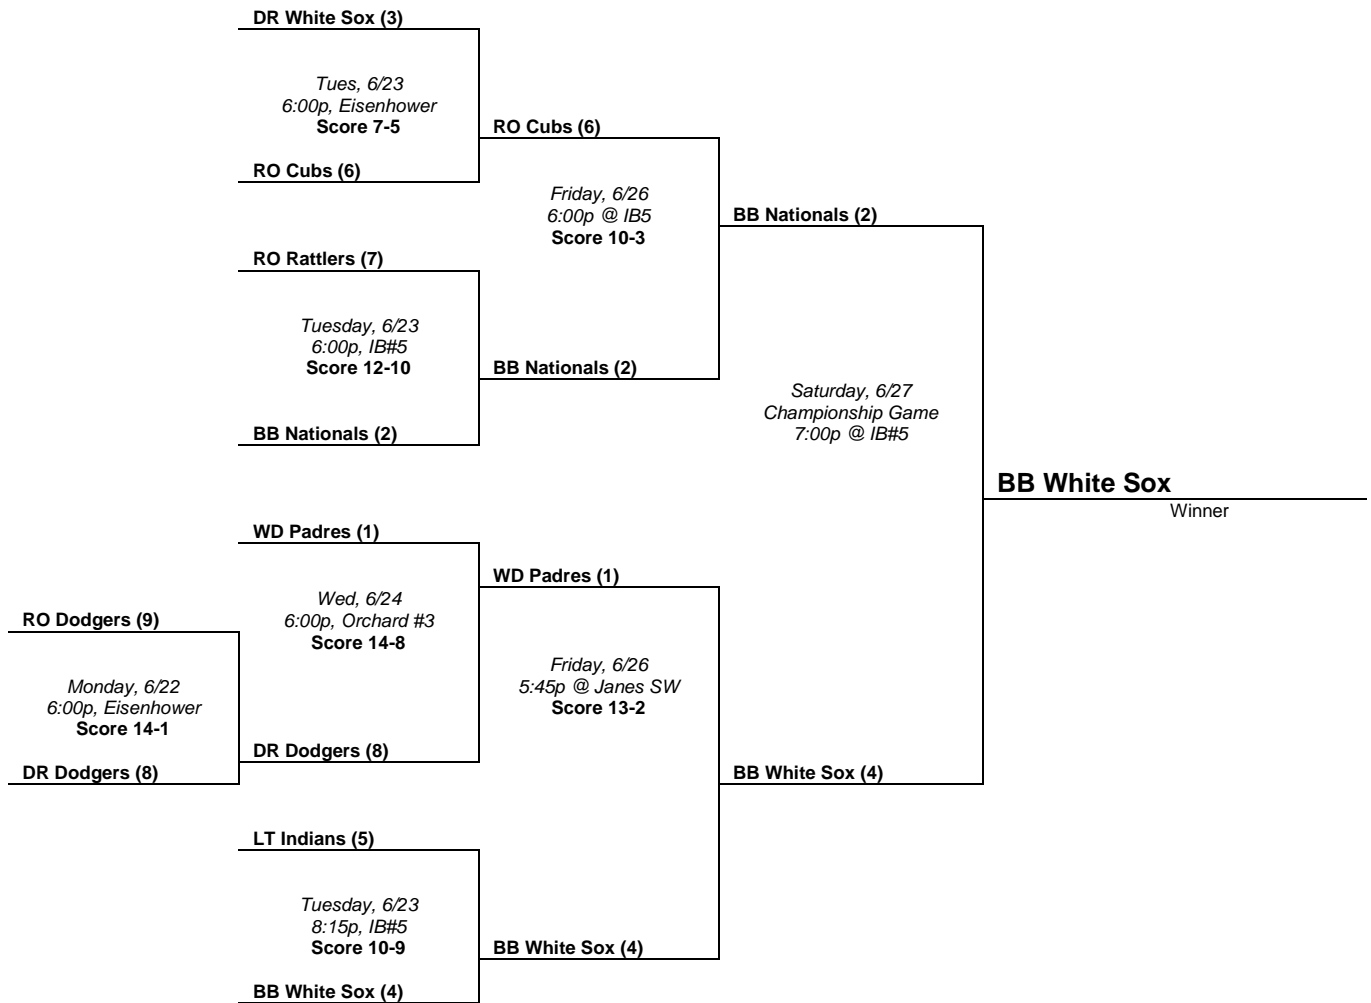 DR White Sox (3)
Tues, 6/23
6:00p, Eisenhower
Score 7-5
RO Cubs (6)
RO Cubs (6)
Friday, 6/26
6:00p @ IB5
Score 10-3
BB Nationals (2)
RO Rattlers (7)
Tuesday, 6/23
6:00p, IB#5
Score 12-10
BB Nationals (2)
BB Nationals (2)
Saturday, 6/27
Championship Game
7:00p @ IB#5
BB White Sox
Winner
WD Padres (1)
WD Padres (1)
Wed, 6/24
6:00p, Orchard #3
Score 14-8
RO Dodgers (9)
Monday, 6/22
6:00p, Eisenhower
Score 14-1
DR Dodgers (8)
DR Dodgers (8)
Friday, 6/26
5:45p @ Janes SW
Score 13-2
BB White Sox (4)
LT Indians (5)
Tuesday, 6/23
8:15p, IB#5
Score 10-9
BB White Sox (4)
BB White Sox (4)